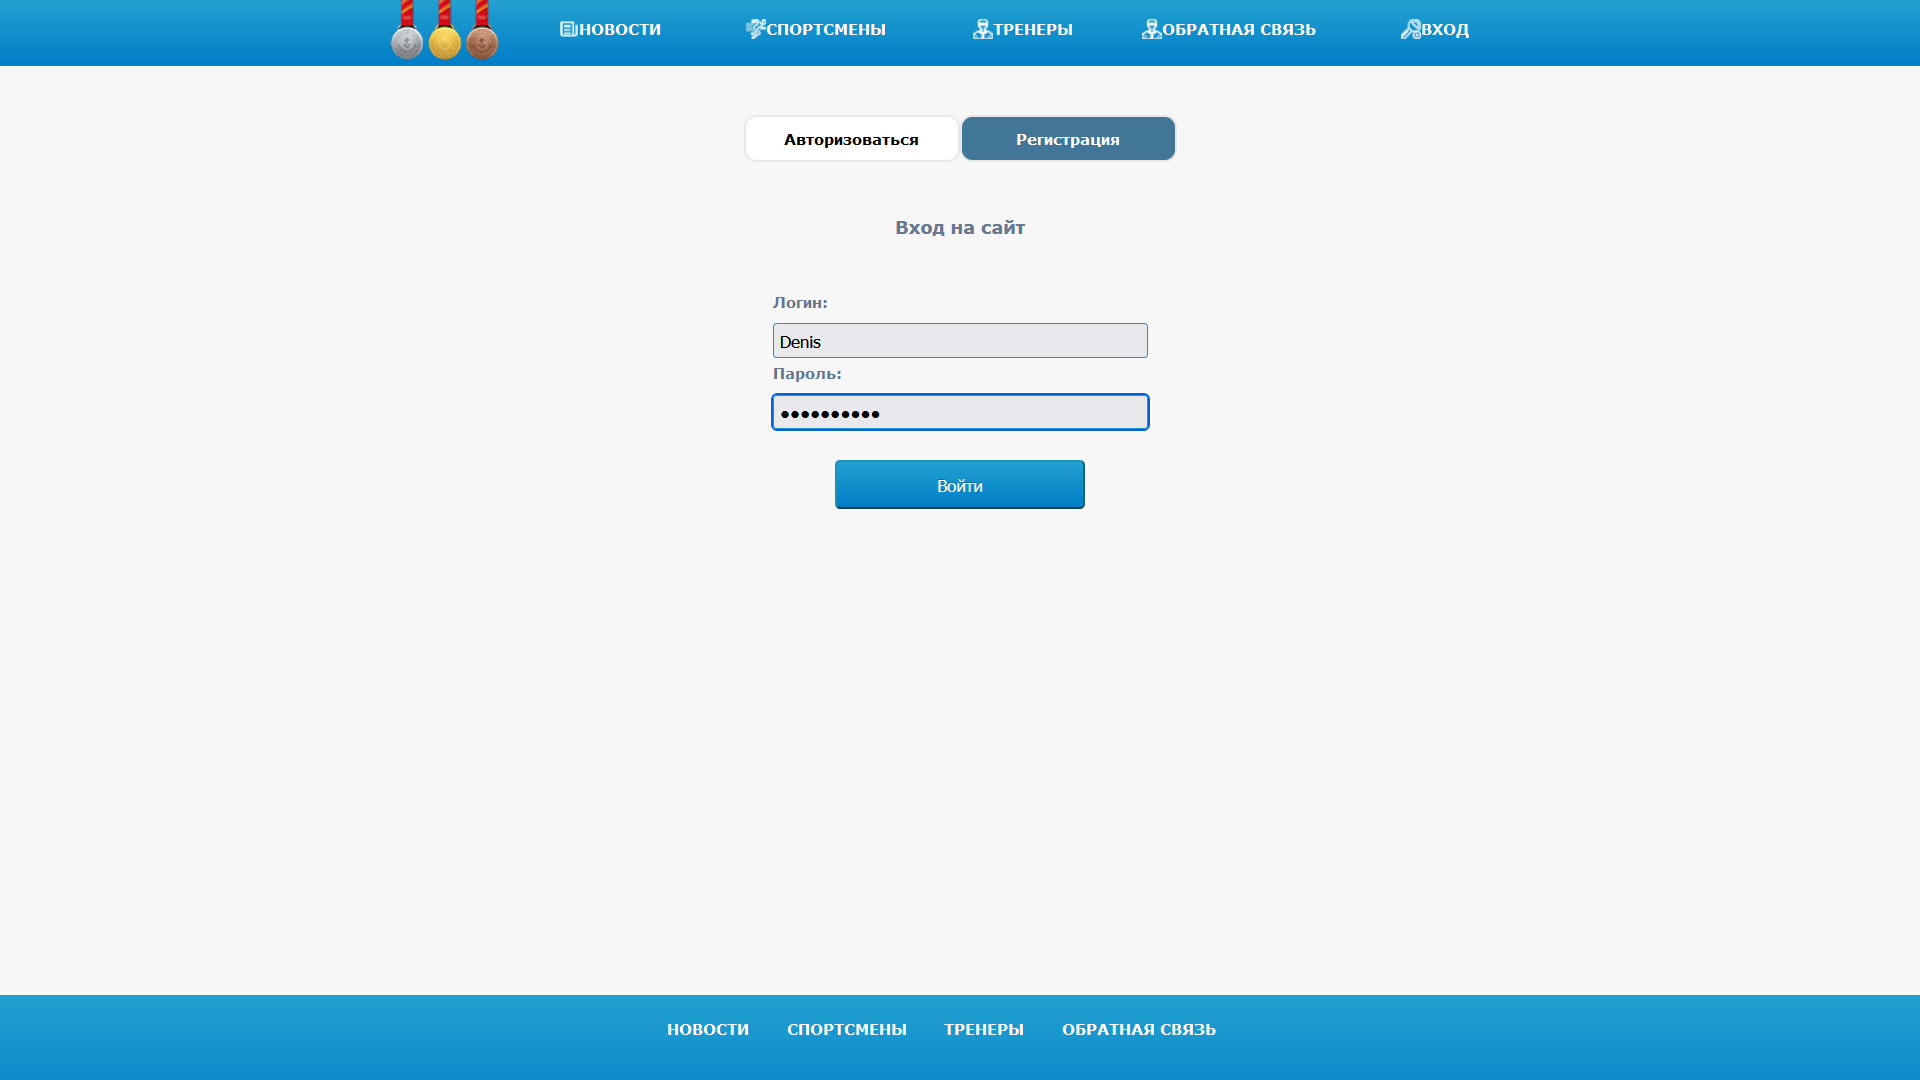 НОВОСТИ СПОРТСМЕНЫ ТРЕНЕРЫ ОБРАТНАЯ СВЯЗЬ ВХОД
Авторизоваться Регистрация
Вход на сайт
Логин:
Denis
Пароль:
••••••••••
Войти
НОВОСТИ СПОРТСМЕНЫ ТРЕНЕРЫ ОБРАТНАЯ СВЯЗЬ